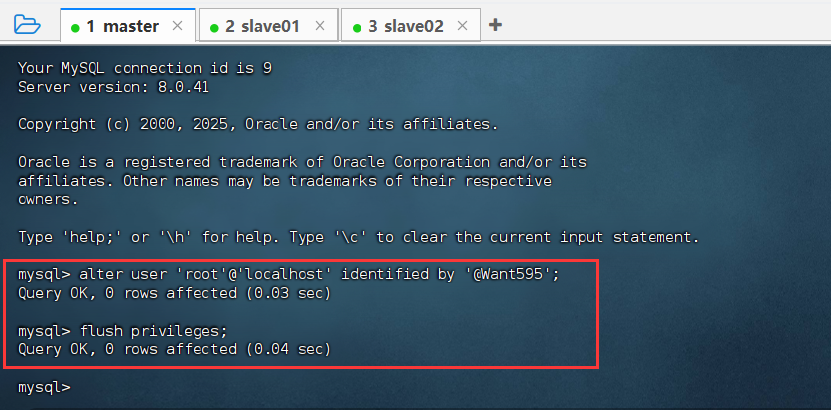 1 master × 2 slave01 × 3 slave02 × +
Your MySQL connection id is 9
Server version: 8.0.41
Copyright (c) 2000, 2025, Oracle and/or its affiliates.
Oracle is a registered trademark of Oracle Corporation and/or its
affiliates. Other names may be trademarks of their respective
owners.
Type 'help;' or '\h' for help. Type '\c' to clear the current input statement.
mysql> alter user 'root'@'localhost' identified by '@Want595';
Query OK, 0 rows affected (0.03 sec)
mysql> flush privileges;
Query OK, 0 rows affected (0.04 sec)
mysql>